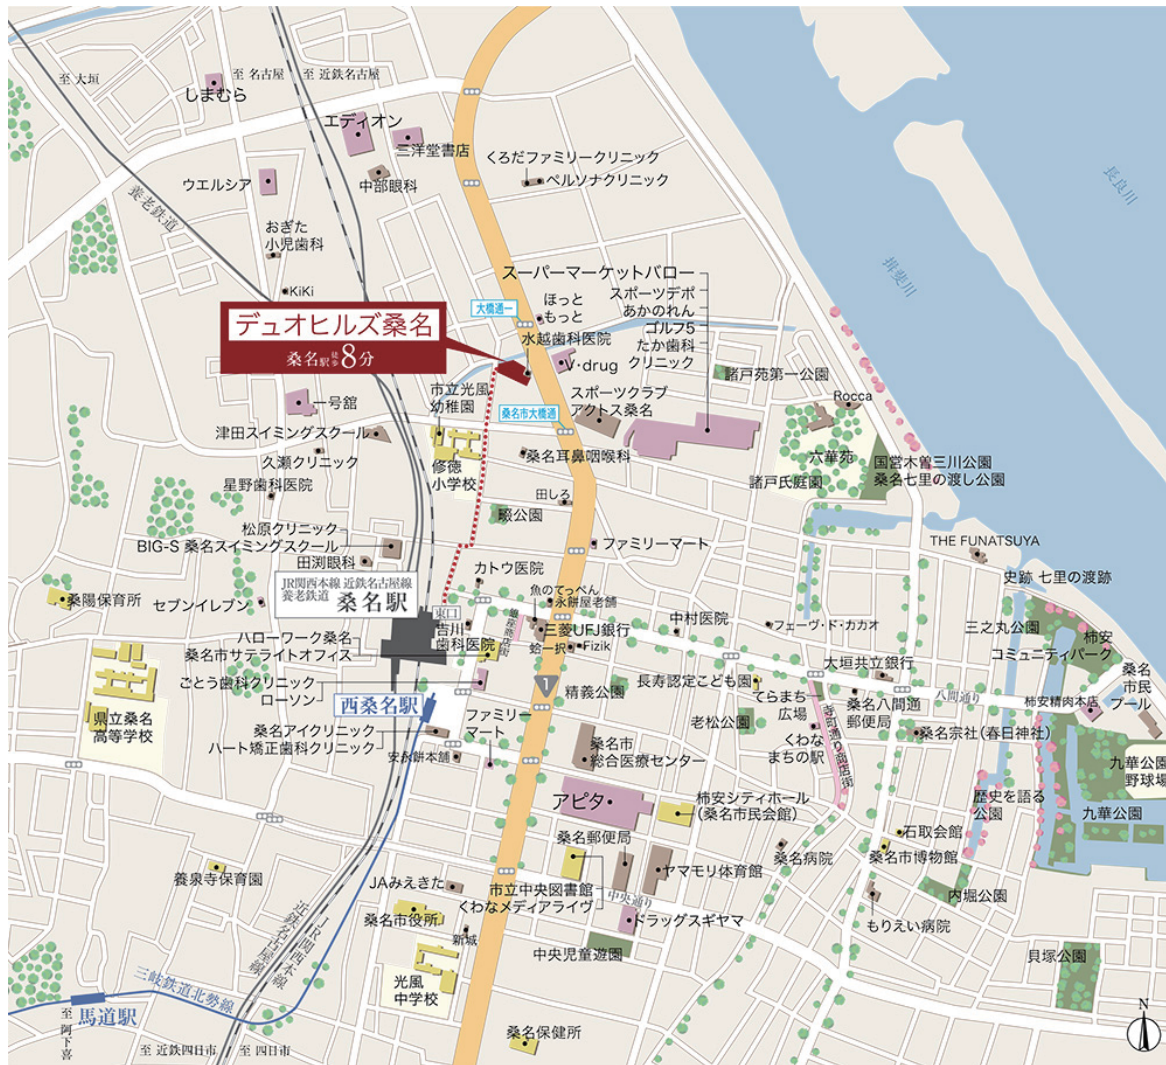 至 大垣
至 名古屋
至 近鉄名古屋
しまむら
エディオン
三洋堂書店
くろだファミリークリニック
ペルソナクリニック
ウエルシア
中部眼科
養老鉄道
長良川
揖斐川
おぎた
小児歯科
KiKi
スーパーマーケットバロー
スポーツデポ
あかのれん
ゴルフ5
たか歯科
クリニック
大橋通一
ほっと
もっと
水越歯科医院
V・drug
デュオヒルズ桑名
桑名駅徒歩8分
市立光風
幼稚園
スポーツクラブ
アクトス桑名
桑名市大橋通
諸戸苑第一公園
Rocca
一号舘
津田スイミングスクール
久瀬クリニック
星野歯科医院
修徳
小学校
桑名耳鼻咽喉科
六華苑
諸戸氏庭園
国営木曽三川公園
桑名七里の渡し公園
田しろ
畷公園
松原クリニック
BIG-S 桑名スイミングスクール
田渕眼科
ファミリーマート
THE FUNATSUYA
史跡 七里の渡跡
カトウ医院
JR関西本線 近鉄名古屋線
養老鉄道 桑名駅
東口
桑陽保育所
セブンイレブン
魚のてっぺん
永餅屋老舗
吉川
歯科医院
銀座商店街
三菱UFJ銀行
蛤一択
Fizik
中村医院
フェーヴ・ド・カカオ
三之丸公園
柿安
コミュニティパーク
ハローワーク桑名
桑名市サテライトオフィス
ごとう歯科クリニック
ローソン
西桑名駅
1
精義公園
長寿認定こども園
大垣共立銀行
八間通り
桑名
市民
プール
柿安精肉本店
てらまち
広場
桑名八間通
郵便局
老松公園
くわな
まちの駅
寺町通り商店街
桑名宗社(春日神社)
県立桑名
高等学校
桑名アイクリニック
ハート矯正歯科クリニック
安永餅本舗
ファミリー
マート
桑名市
総合医療センター
九華公園
野球場
九華公園
アピタ
柿安シティホール
(桑名市民会館)
歴史を語る
公園
石取会館
桑名市博物館
桑名郵便局
桑名病院
ヤマモリ体育館
養泉寺保育園
JAみえきた
市立中央図書館
くわなメディアライヴ
中央通り
内堀公園
もりえい病院
桑名市役所
新城
ドラッグスギヤマ
中央児童遊園
貝塚公園
光風
中学校
JR関西本線
近鉄名古屋線
三岐鉄道北勢線
馬道駅
至 阿下喜
至 近鉄四日市
至 四日市
桑名保健所
N